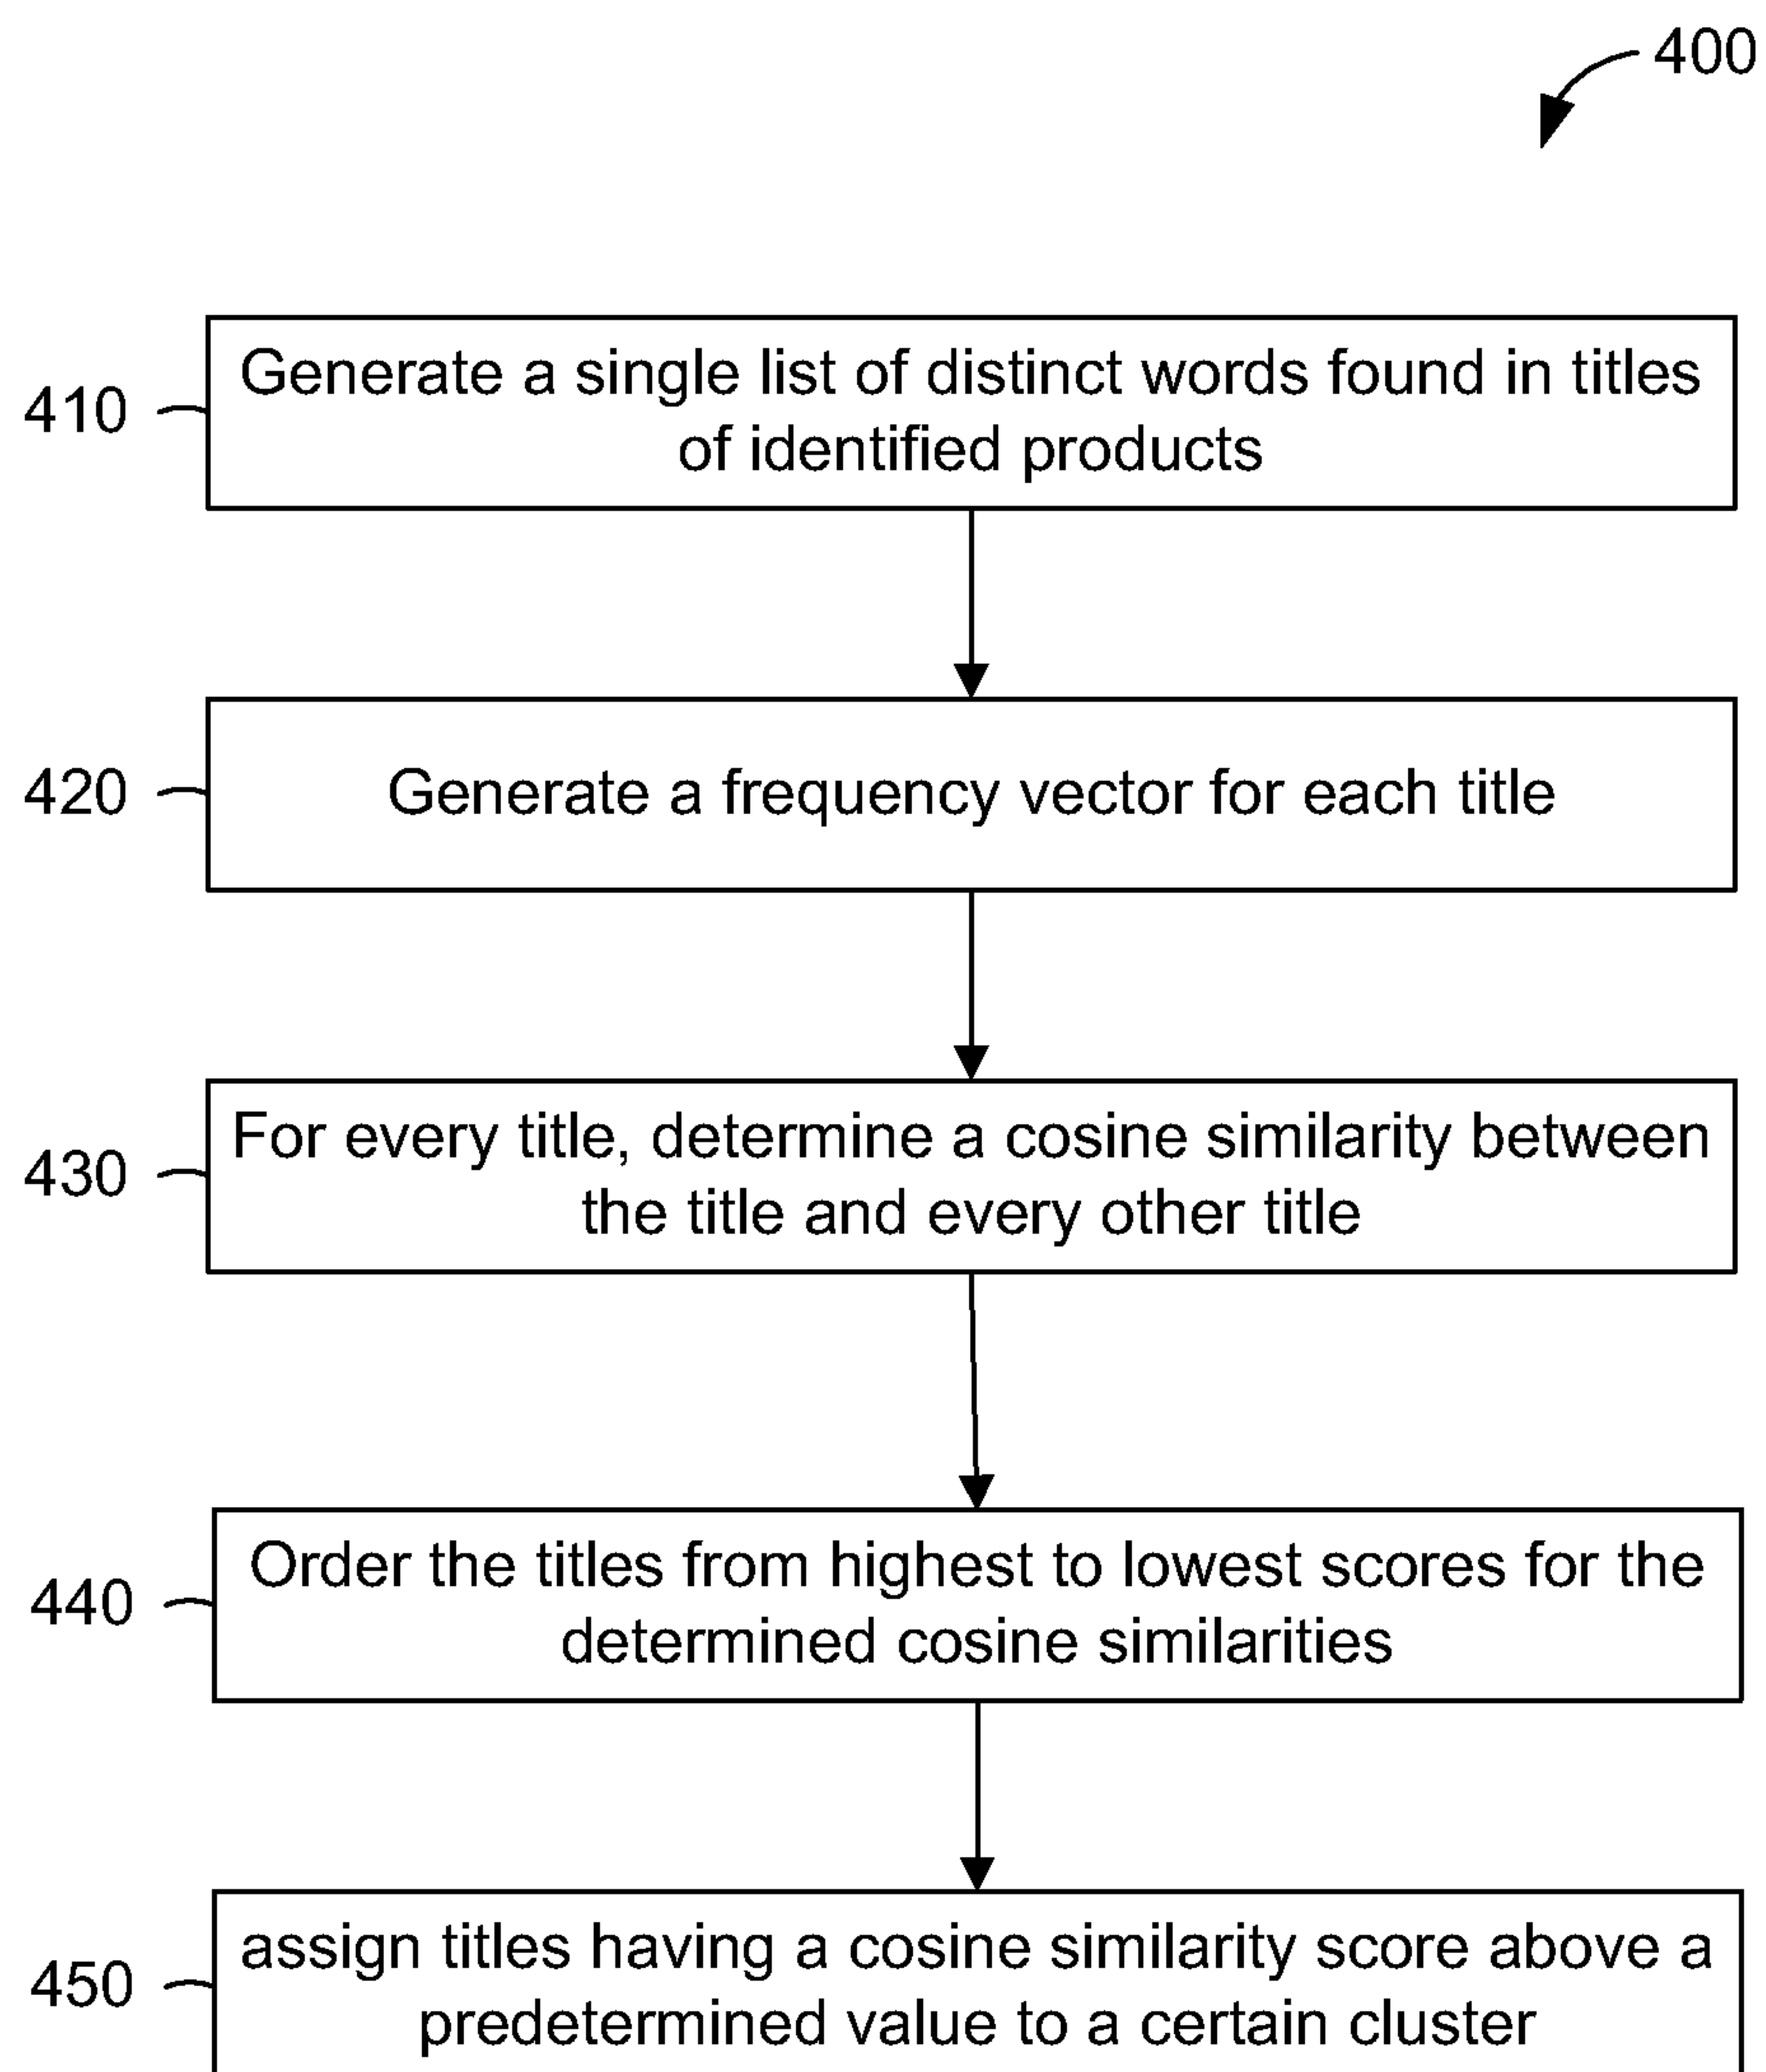 400
410
Generate a single list of distinct words found in titles
of identified products
420
Generate a frequency vector for each title
430
For every title, determine a cosine similarity between
the title and every other title
440
Order the titles from highest to lowest scores for the
determined cosine similarities
450
assign titles having a cosine similarity score above a
predetermined value to a certain cluster